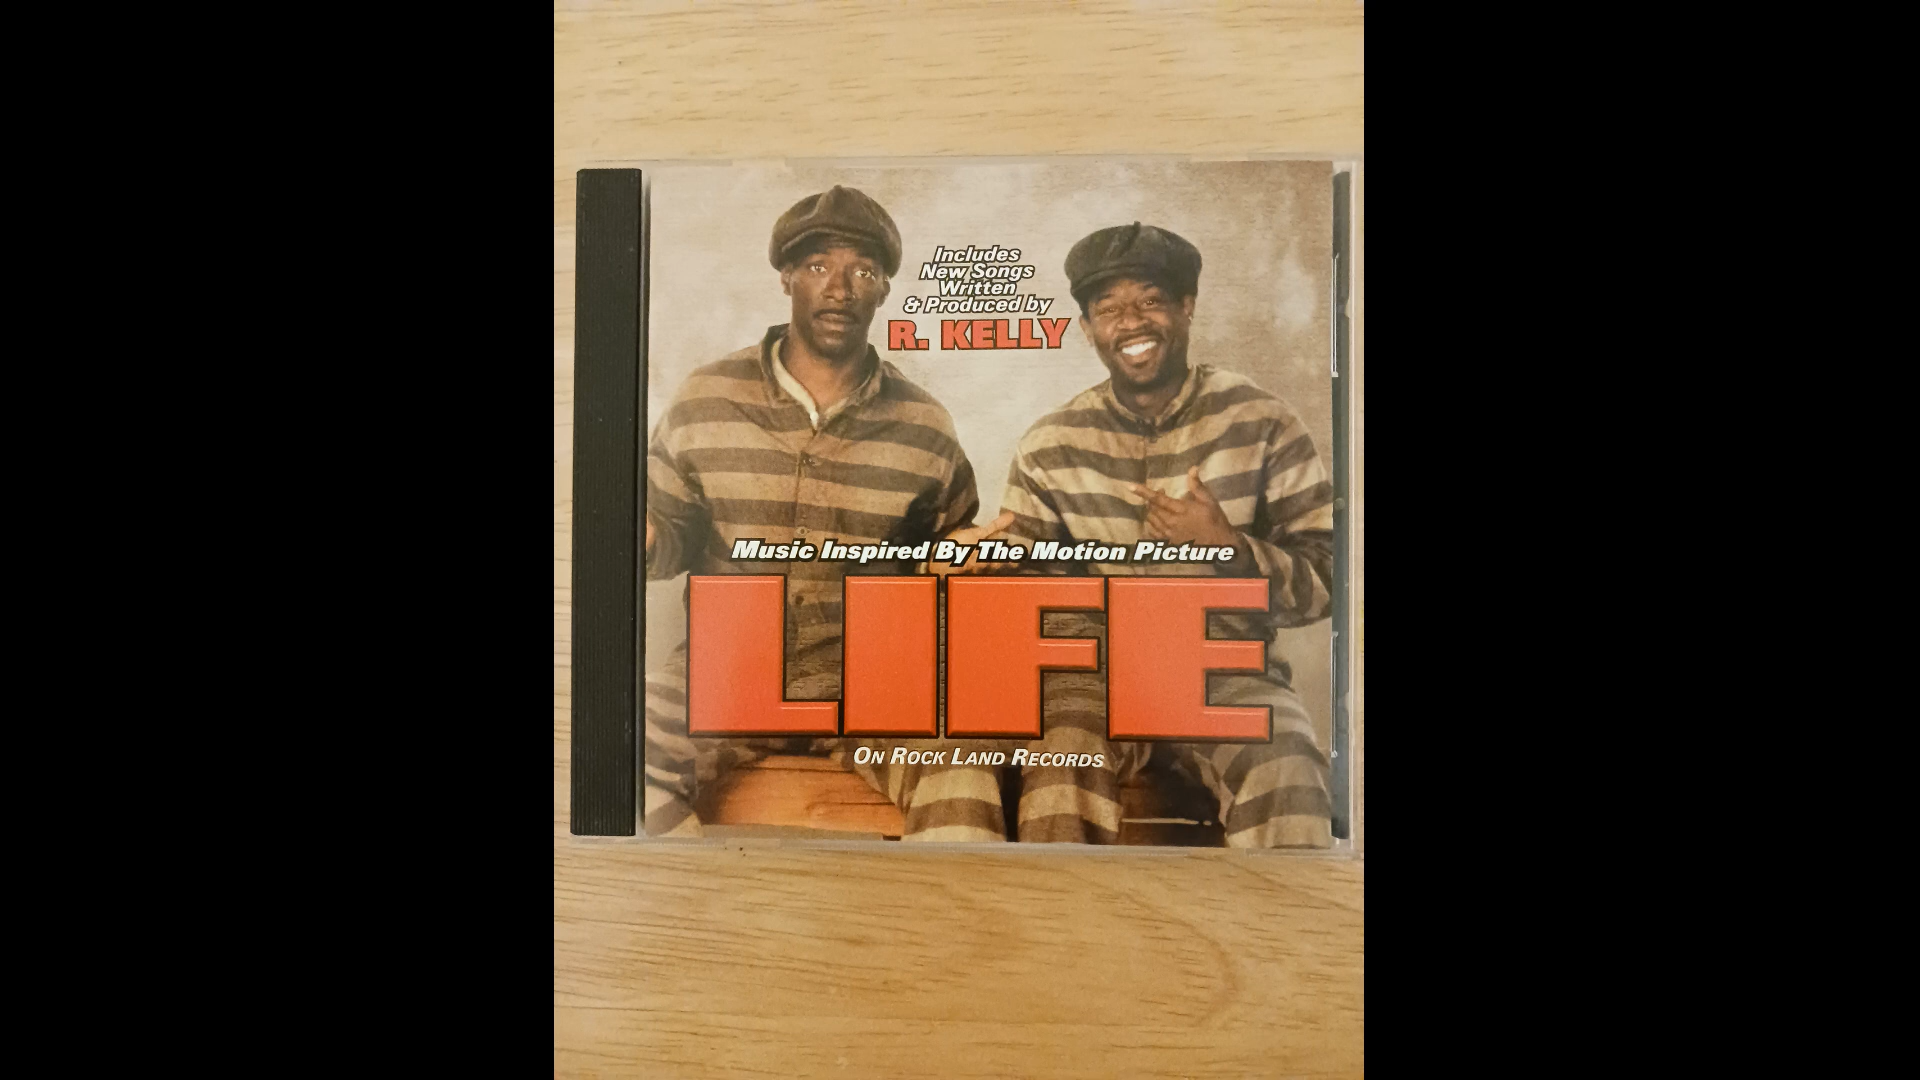 Includes
New Songs
Written
& Produced by
R. KELLY
Music Inspired By The Motion Picture
LIFE
ON ROCK LAND RECORDS